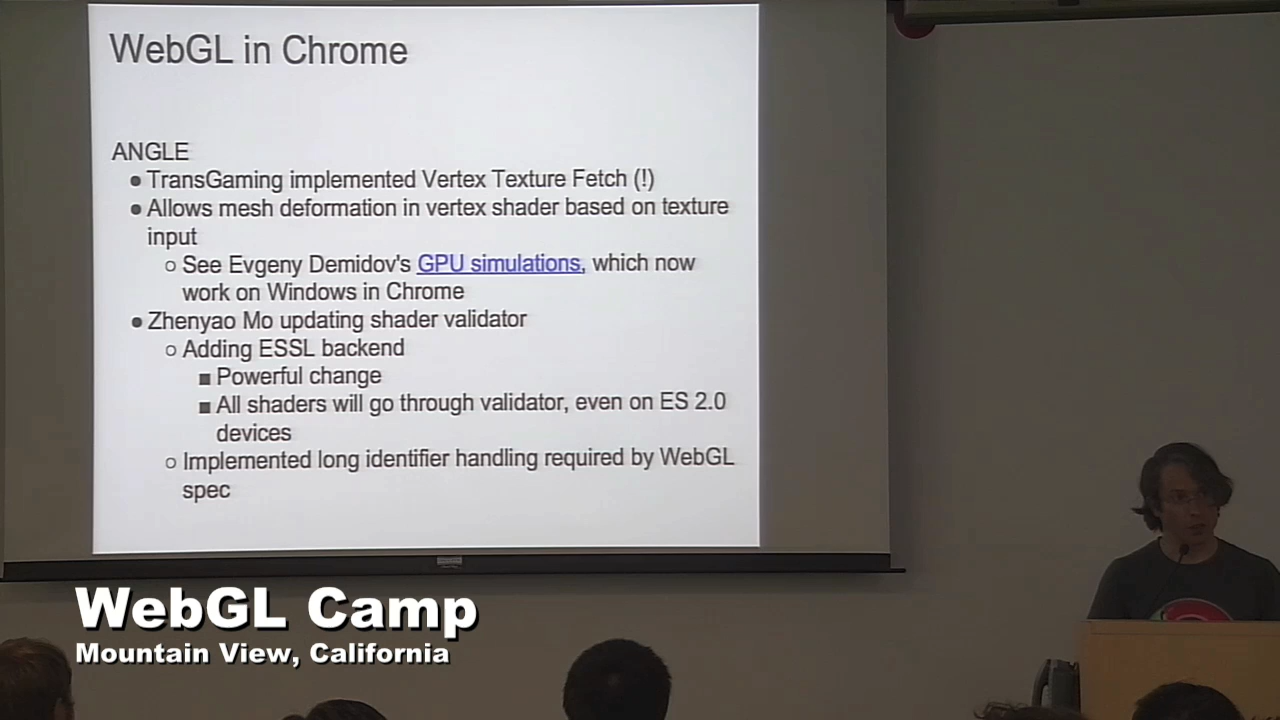 WebGL in Chrome
ANGLE
● TransGaming implemented Vertex Texture Fetch (!)
● Allows mesh deformation in vertex shader based on texture
input
○ See Evgeny Demidov's GPU simulations, which now
work on Windows in Chrome
● Zhenyao Mo updating shader validator
○ Adding ESSL backend
■ Powerful change
■ All shaders will go through validator, even on ES 2.0
devices
○ Implemented long identifier handling required by WebGL
spec
WebGL Camp
Mountain View, California